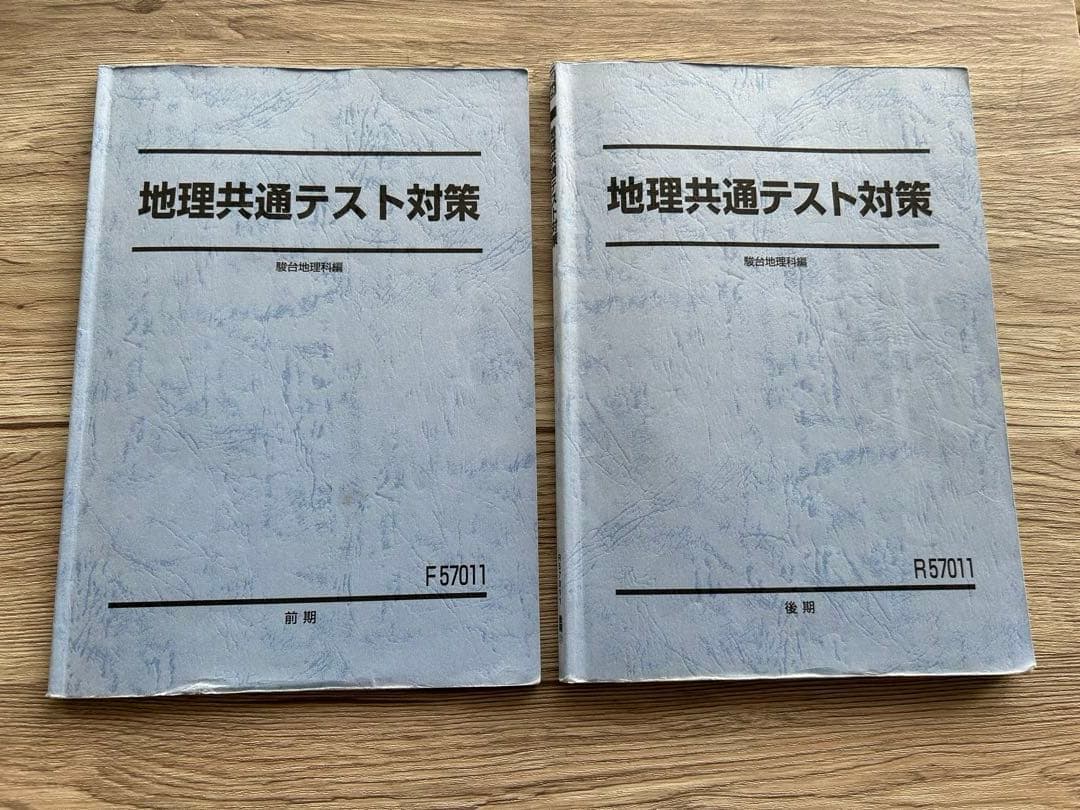 地理共通テスト対策
駿台地理科編
F57011
前期
地理共通テスト対策
駿台地理科編
R57011
後期